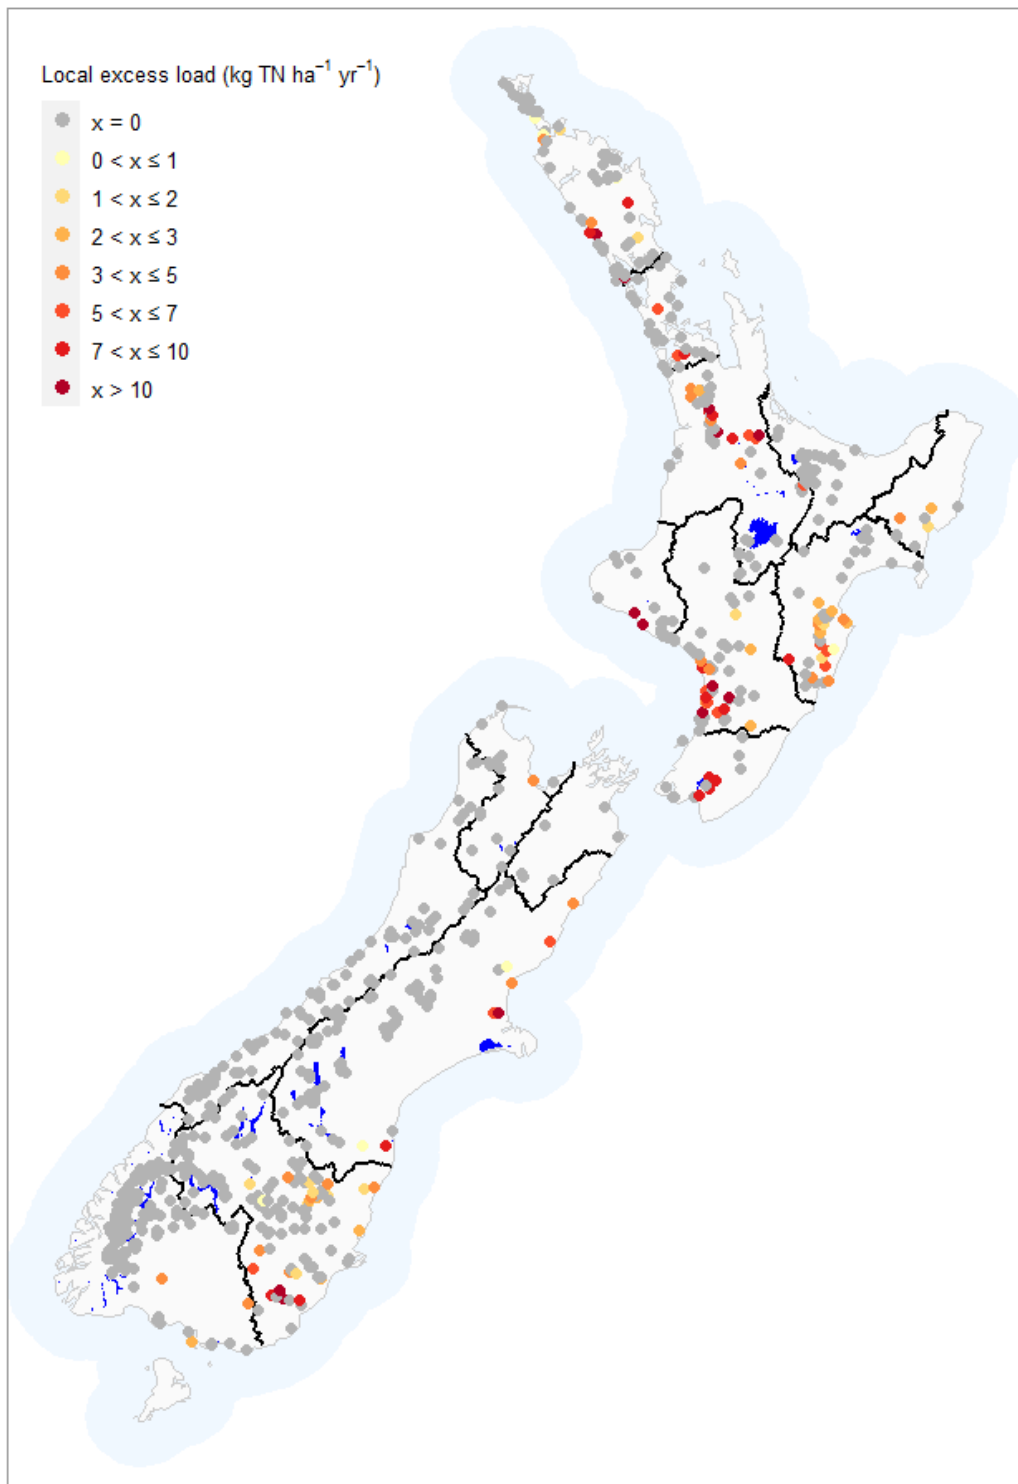 Local excess load (kg TN ha⁻¹ yr⁻¹)
x = 0
0 < x ≤ 1
1 < x ≤ 2
2 < x ≤ 3
3 < x ≤ 5
5 < x ≤ 7
7 < x ≤ 10
x > 10